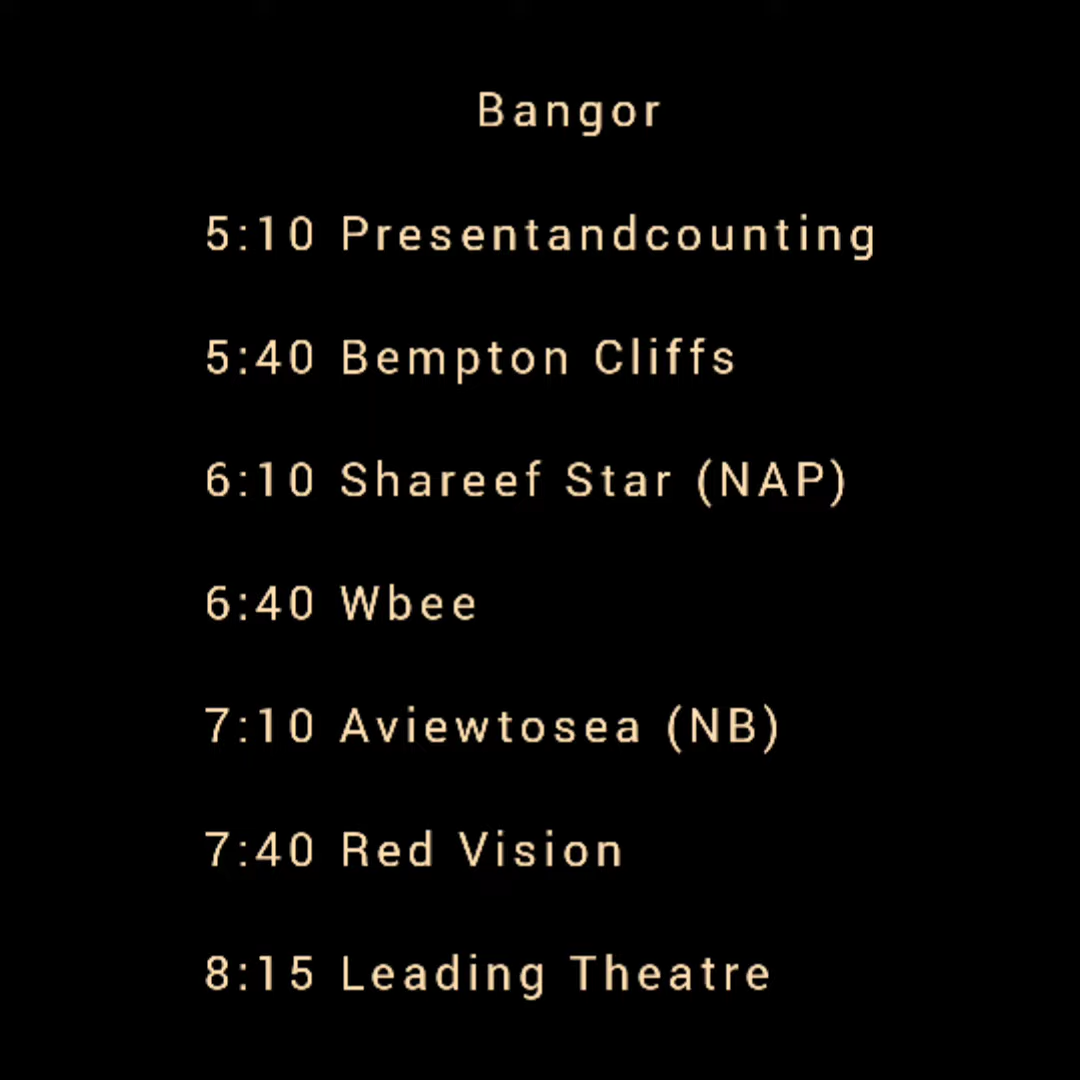 Bangor
5:10 Presentandcounting
5:40 Bempton Cliffs
6:10 Shareef Star (NAP)
6:40 Wbee
7:10 Aviewtosea (NB)
7:40 Red Vision
8:15 Leading Theatre